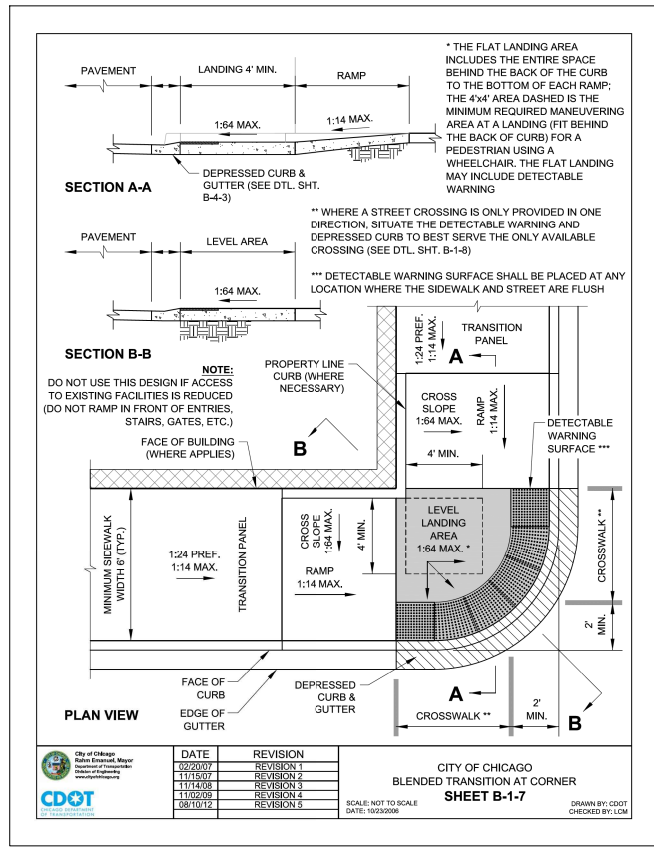 PAVEMENT
LANDING 4' MIN.
RAMP
1:64 MAX.
1:14 MAX.
DEPRESSED CURB &
GUTTER (SEE DTL. SHT.
B-4-3)
SECTION A-A
* THE FLAT LANDING AREA
INCLUDES THE ENTIRE SPACE
BEHIND THE BACK OF THE CURB
TO THE BOTTOM OF EACH RAMP;
THE 4'x4' AREA DASHED IS THE
MINIMUM REQUIRED MANEUVERING
AREA AT A LANDING (FIT BEHIND
THE BACK OF CURB) FOR A
PEDESTRIAN USING A
WHEELCHAIR. THE FLAT LANDING
MAY INCLUDE DETECTABLE
WARNING
** WHERE A STREET CROSSING IS ONLY PROVIDED IN ONE
DIRECTION, SITUATE THE DETECTABLE WARNING AND
DEPRESSED CURB TO BEST SERVE THE ONLY AVAILABLE
CROSSING (SEE DTL. SHT. B-1-8)
*** DETECTABLE WARNING SURFACE SHALL BE PLACED AT ANY
LOCATION WHERE THE SIDEWALK AND STREET ARE FLUSH
PAVEMENT
LEVEL AREA
1:64 MAX.
SECTION B-B
NOTE:
DO NOT USE THIS DESIGN IF ACCESS
TO EXISTING FACILITIES IS REDUCED
(DO NOT RAMP IN FRONT OF ENTRIES,
STAIRS, GATES, ETC.)
FACE OF BUILDING
(WHERE APPLIES)
PROPERTY LINE
CURB (WHERE
NECESSARY)
1:24 PREF.
1:14 MAX.
TRANSITION
PANEL
A
B
CROSS
SLOPE
1:64 MAX.
RAMP
1:14 MAX.
4' MIN.
DETECTABLE
WARNING
SURFACE ***
MINIMUM SIDEWALK
WIDTH 6' (TYP.)
1:24 PREF.
1:14 MAX.
TRANSITION PANEL
CROSS
SLOPE
1:64 MAX.
RAMP
1:14 MAX.
4' MIN.
LEVEL
LANDING
AREA
1:64 MAX. *
CROSSWALK **
2'
MIN.
FACE OF
CURB
EDGE OF
GUTTER
DEPRESSED
CURB &
GUTTER
A
CROSSWALK **
2'
MIN.
B
PLAN VIEW
City of Chicago
Rahm Emanuel, Mayor
Department of Transportation
Division of Engineering
www.cityofchicago.org
CDOT
CHICAGO DEPARTMENT
OF TRANSPORTATION
DATE REVISION
02/20/07 REVISION 1
11/15/07 REVISION 2
11/14/08 REVISION 3
11/02/09 REVISION 4
08/10/12 REVISION 5
SCALE: NOT TO SCALE
DATE: 10/23/2006
CITY OF CHICAGO
BLENDED TRANSITION AT CORNER
SHEET B-1-7
DRAWN BY: CDOT
CHECKED BY: LCM